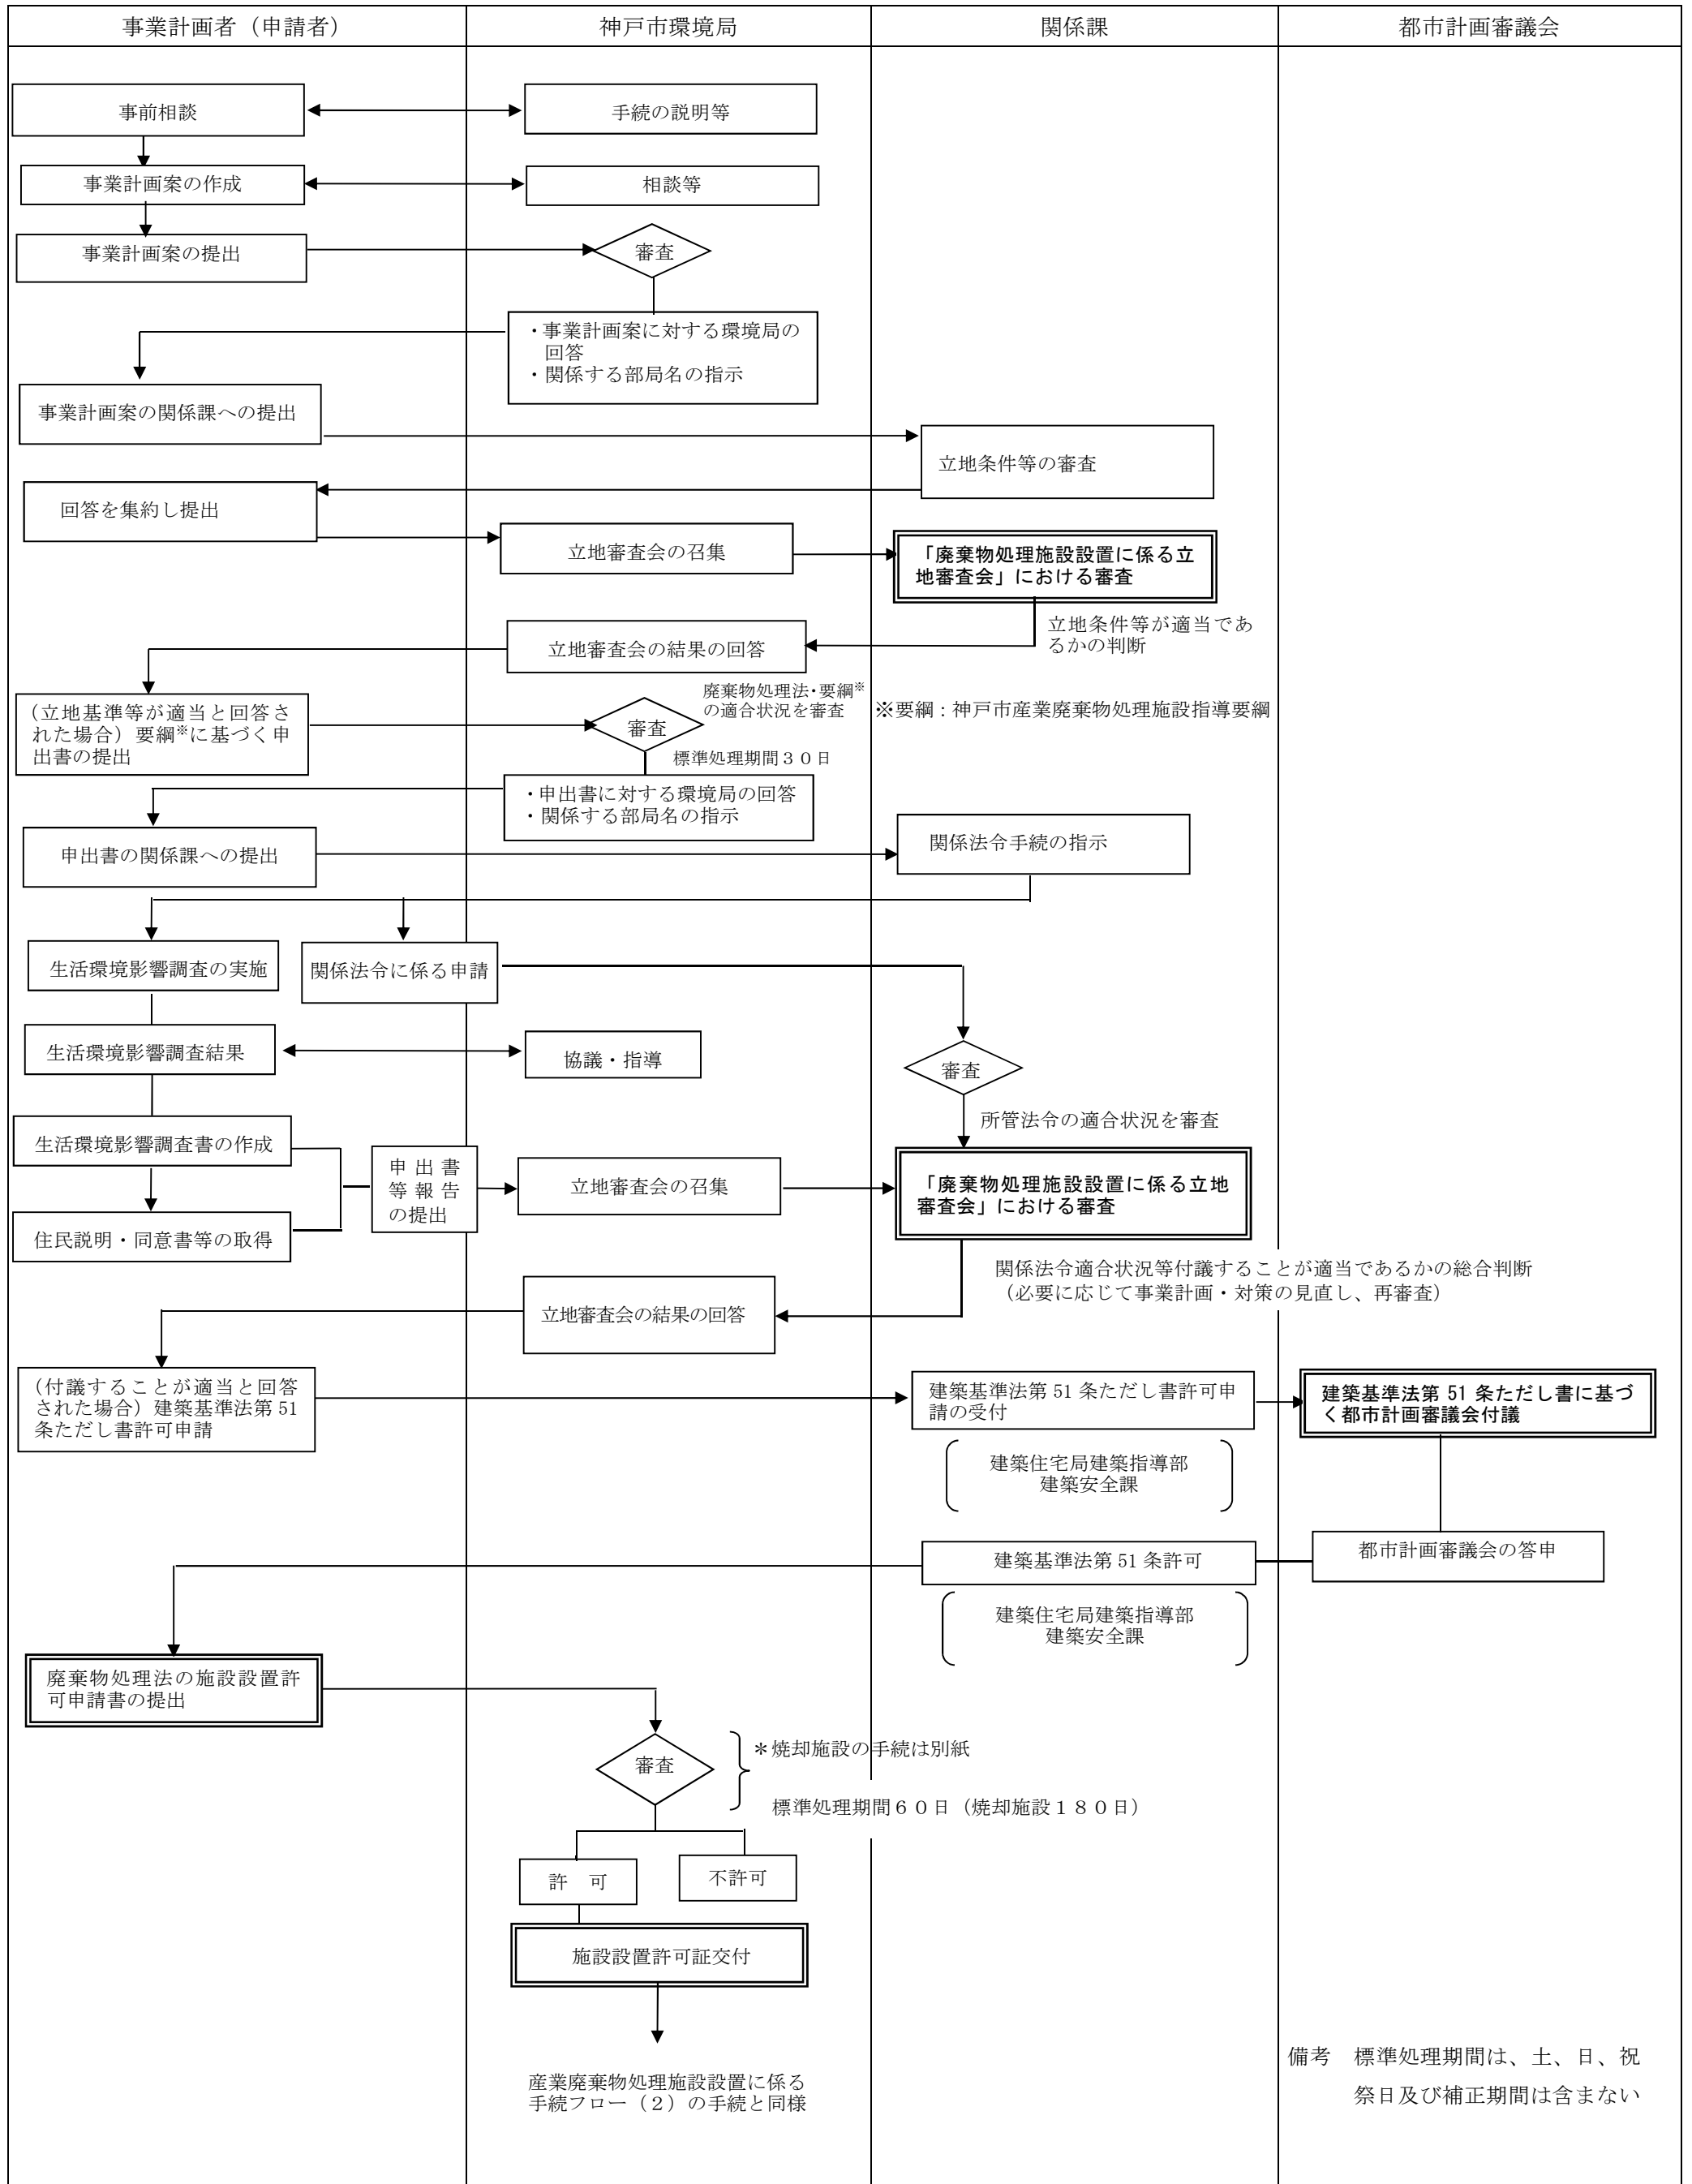 事業計画者（申請者）
神戸市環境局
関係課
都市計画審議会
事前相談
手続の説明等
事業計画案の作成
相談等
事業計画案の提出
審査
・事業計画案に対する環境局の
回答
・関係する部局名の指示
事業計画案の関係課への提出
立地条件等の審査
回答を集約し提出
立地審査会の召集
「廃棄物処理施設設置に係る立
地審査会」における審査
立地条件等が適当であ
るかの判断
立地審査会の結果の回答
（立地基準等が適当と回答さ
れた場合）要綱※に基づく申
出書の提出
審査
廃棄物処理法・要綱※
の適合状況を審査
※要綱：神戸市産業廃棄物処理施設指導要綱
標準処理期間３０日
・申出書に対する環境局の回答
・関係する部局名の指示
申出書の関係課への提出
関係法令手続の指示
生活環境影響調査の実施
関係法令に係る申請
生活環境影響調査結果
協議・指導
審査
所管法令の適合状況を審査
生活環境影響調査書の作成
申出書
等報告
の提出
立地審査会の召集
「廃棄物処理施設設置に係る立地
審査会」における審査
住民説明・同意書等の取得
関係法令適合状況等付議することが適当であるかの総合判断
（必要に応じて事業計画・対策の見直し、再審査）
立地審査会の結果の回答
（付議することが適当と回答
された場合）建築基準法第 51
条ただし書許可申請
建築基準法第 51 条ただし書許可申
請の受付
建築基準法第 51 条ただし書に基づ
く都市計画審議会付議
建築住宅局建築指導部
建築安全課
都市計画審議会の答申
建築基準法第 51 条許可
建築住宅局建築指導部
建築安全課
廃棄物処理法の施設設置許
可申請書の提出
審査
＊焼却施設の手続は別紙
標準処理期間６０日（焼却施設１８０日）
許　可
不許可
施設設置許可証交付
産業廃棄物処理施設設置に係る
手続フロー（２）の手続と同様
備考　標準処理期間は、土、日、祝
祭日及び補正期間は含まない